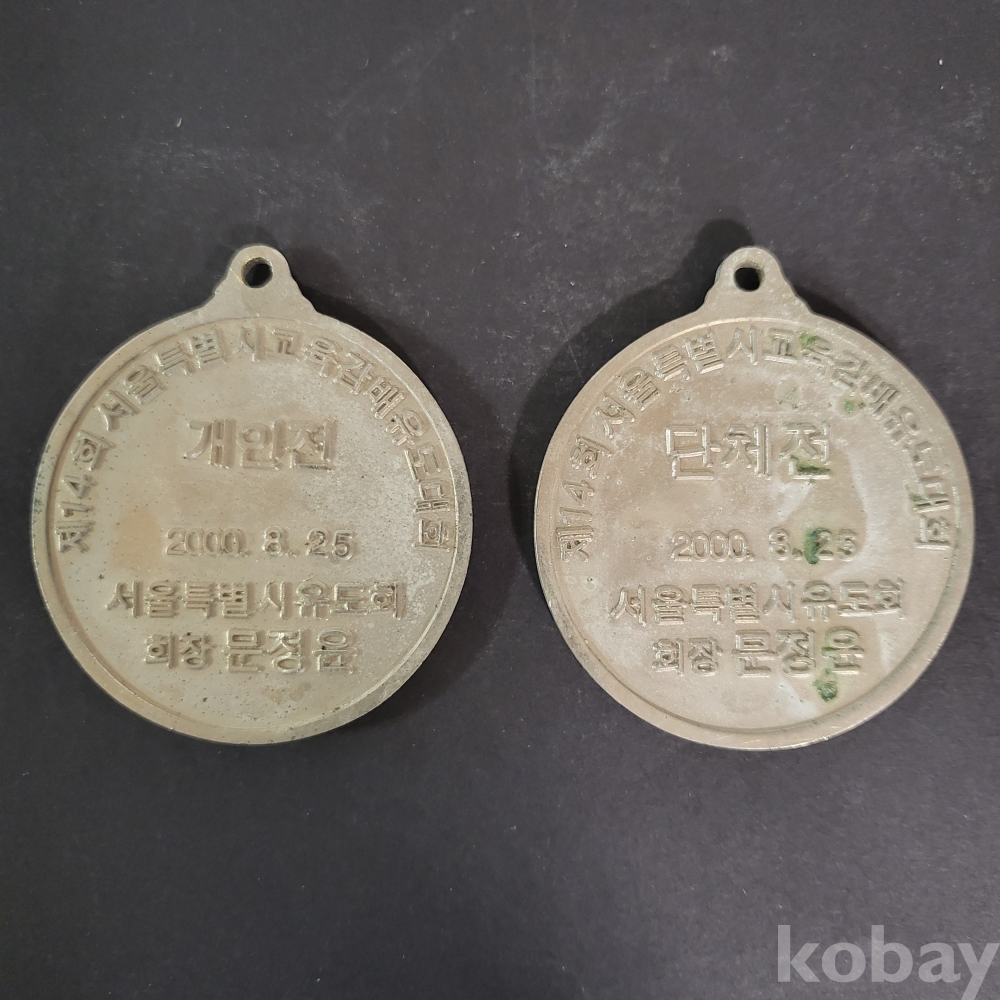 제14회 서울특별시교육감배유도대회
개인전
2000. 8. 25
서울특별시유도회
회장 문정음
제14회 서울특별시교육감배유도대회
단체전
2000. 8. 25
서울특별시유도회
회장 문정음
kobay